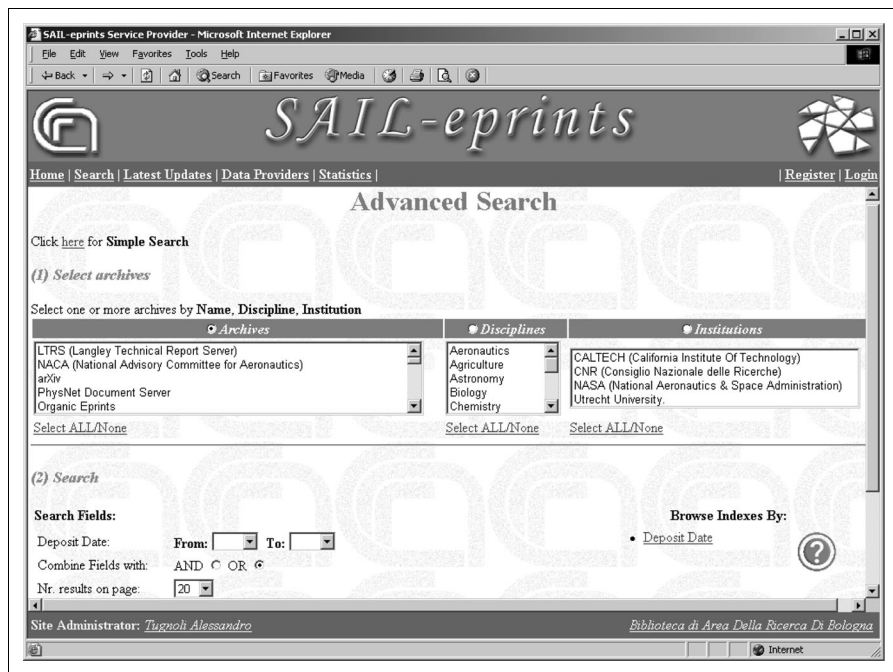 SAIL-eprints Service Provider - Microsoft Internet Explorer
File Edit View Favorites Tools Help
Back Search Favorites Media
SAIL-eprints
Home | Search | Latest Updates | Data Providers | Statistics | | Register | Login
Advanced Search
Click here for Simple Search
(1) Select archives
Select one or more archives by Name, Discipline, Institution
Archives Disciplines Institutions
LTRS (Langley Technical Report Server)
NACA (National Advisory Committee for Aeronautics)
arXiv
PhysNet Document Server
Organic Eprints
Aeronautics
Agriculture
Astronomy
Biology
Chemistry
CALTECH (California Institute Of Technology)
CNR (Consiglio Nazionale delle Ricerche)
NASA (National Aeronautics & Space Administration)
Utrecht University.
Select ALL/None Select ALL/None Select ALL/None
(2) Search
Search Fields:
Deposit Date: From: To:
Combine Fields with: AND OR
Nr. results on page: 20
Browse Indexes By:
• Deposit Date
?
Site Administrator: Tugnoli Alessandro Biblioteca di Area Della Ricerca Di Bologna
Internet